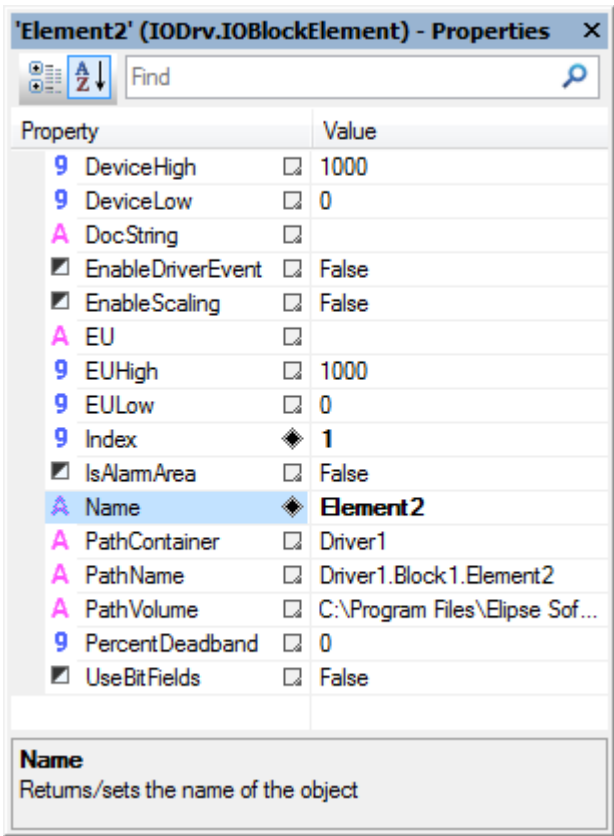 'Element2' (IODrv.IOBlockElement) - Properties
Find
Property Value
DeviceHigh 1000
DeviceLow 0
DocString
EnableDriverEvent False
EnableScaling False
EU
EUHigh 1000
EULow 0
Index 1
IsAlarmArea False
Name Element2
PathContainer Driver1
PathName Driver1.Block1.Element2
PathVolume C:\Program Files\Elipse Sof...
PercentDeadband 0
UseBitFields False
Name
Returns/sets the name of the object